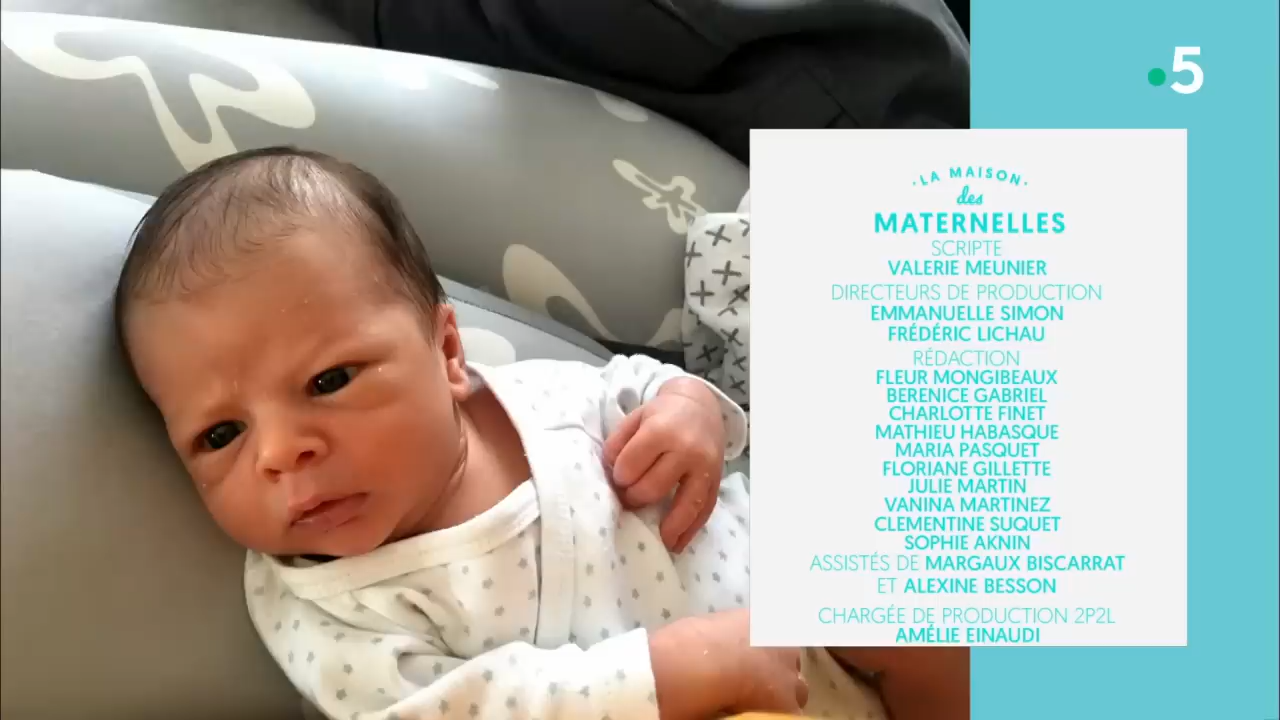 5
·LA MAISON·
des
MATERNELLES
SCRIPTE
VALERIE MEUNIER
DIRECTEURS DE PRODUCTION
EMMANUELLE SIMON
FRÉDÉRIC LICHAU
RÉDACTION
FLEUR MONGIBEAUX
BERENICE GABRIEL
CHARLOTTE FINET
MATHIEU HABASQUE
MARIA PASQUET
FLORIANE GILLETTE
JULIE MARTIN
VANINA MARTINEZ
CLEMENTINE SUQUET
SOPHIE AKNIN
ASSISTÉS DE MARGAUX BISCARRAT
ET ALEXINE BESSON
CHARGÉE DE PRODUCTION 2P2L
AMÉLIE EINAUDI